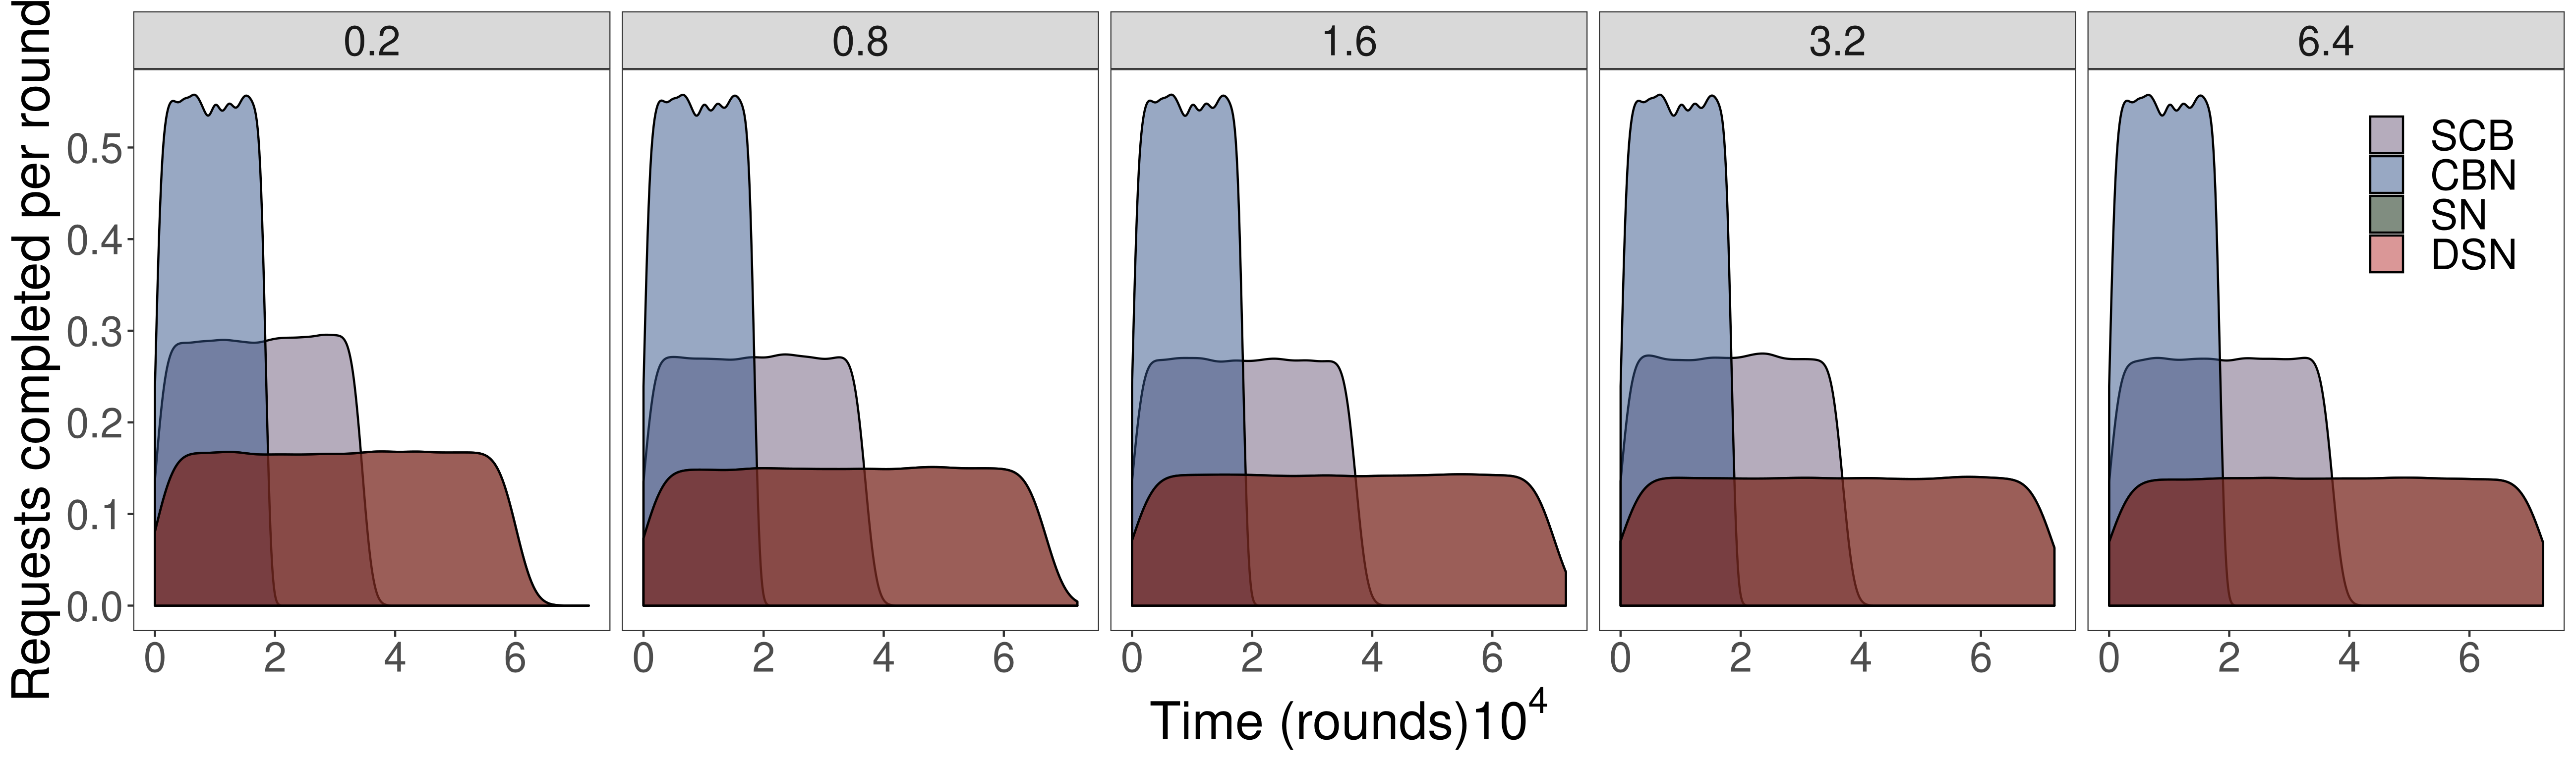 0.2 0.8 1.6 3.2 6.4
Requests completed per round
0.5
0.4
0.3
0.2
0.1
0.0
SCB
CBN
SN
DSN
0 2 4 6 0 2 4 6 0 2 4 6 0 2 4 6 0 2 4 6
Time (rounds)10⁴